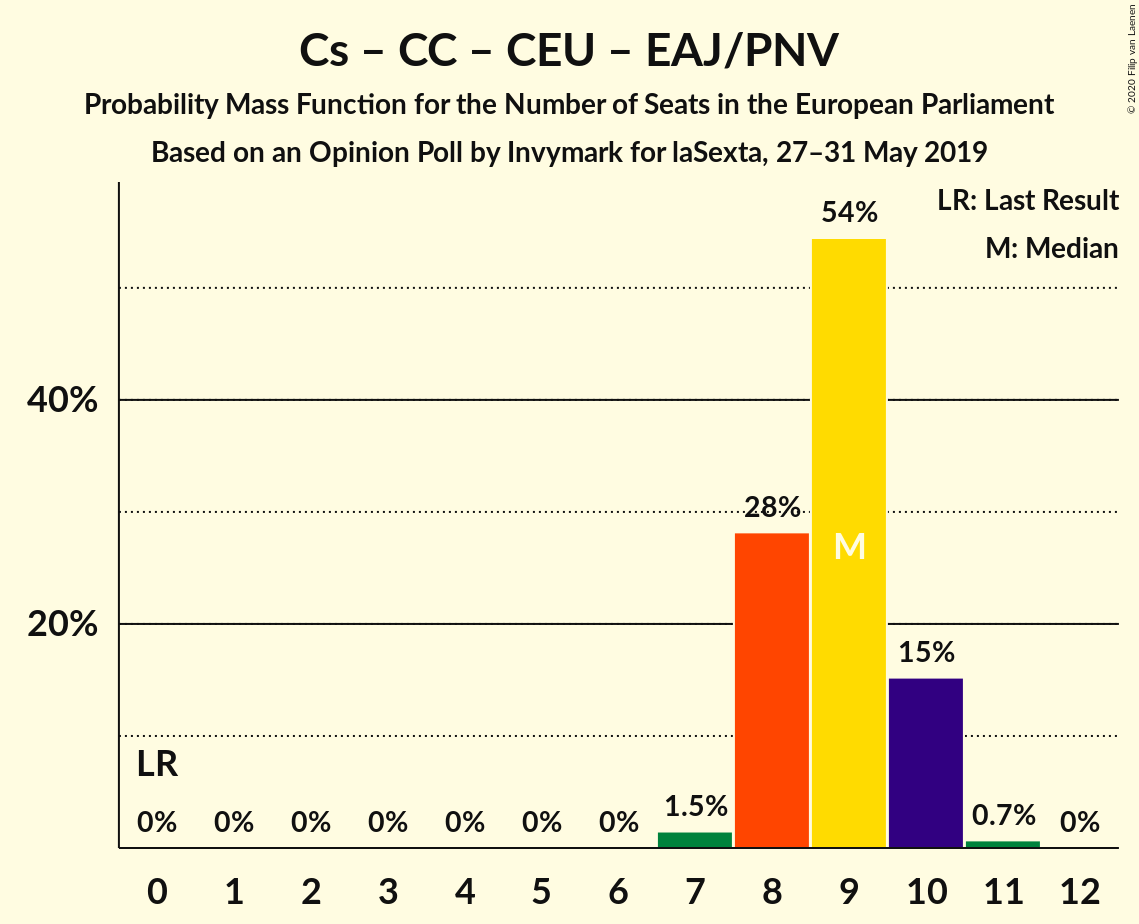 Cs – CC – CEU – EAJ/PNV
Probability Mass Function for the Number of Seats in the European Parliament
Based on an Opinion Poll by Invymark for laSexta, 27–31 May 2019
© 2020 Filip van Laenen
LR: Last Result
M: Median
54%
40%
28%
M
20%
15%
LR
0% 0% 0% 0% 0% 0% 0% 1.5% 0.7% 0%
0 1 2 3 4 5 6 7 8 9 10 11 12